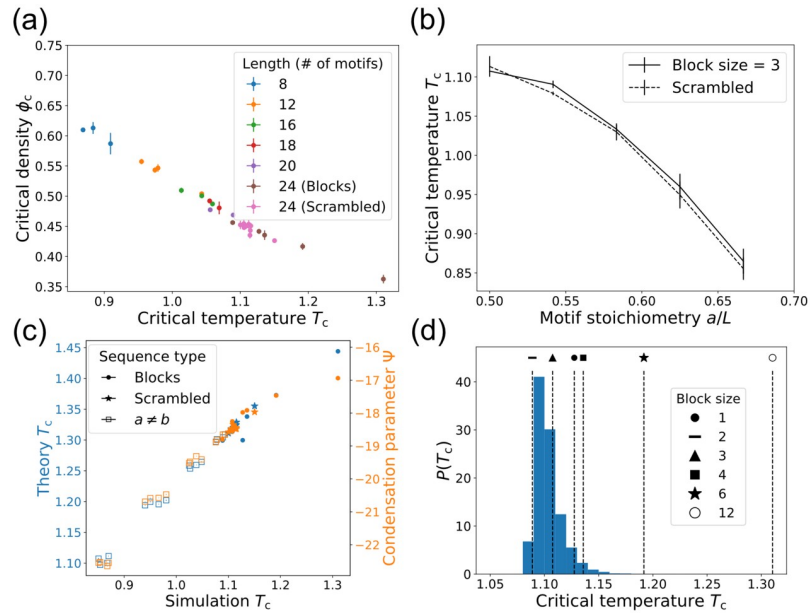 (a)
Critical density ϕc
0.75
0.70
0.65
0.60
0.55
0.50
0.45
0.40
0.35
0.9 1.0 1.1 1.2 1.3
Critical temperature Tc
Length (# of motifs)
8
12
16
18
20
24 (Blocks)
24 (Scrambled)
(b)
Critical temperature Tc
1.10
1.05
1.00
0.95
0.90
0.85
0.50 0.55 0.60 0.65 0.70
Motif stoichiometry a/L
Block size = 3
Scrambled
(c)
Theory Tc
1.45
1.40
1.35
1.30
1.25
1.20
1.15
1.10
0.9 1.0 1.1 1.2 1.3
Simulation Tc
Sequence type
Blocks
Scrambled
a ≠ b
−16
−17
−18
−19
−20
−21
−22
Condensation parameter Ψ
(d)
P(Tc)
40
30
20
10
0
1.05 1.10 1.15 1.20 1.25 1.30
Critical temperature Tc
Block size
1
2
3
4
6
12